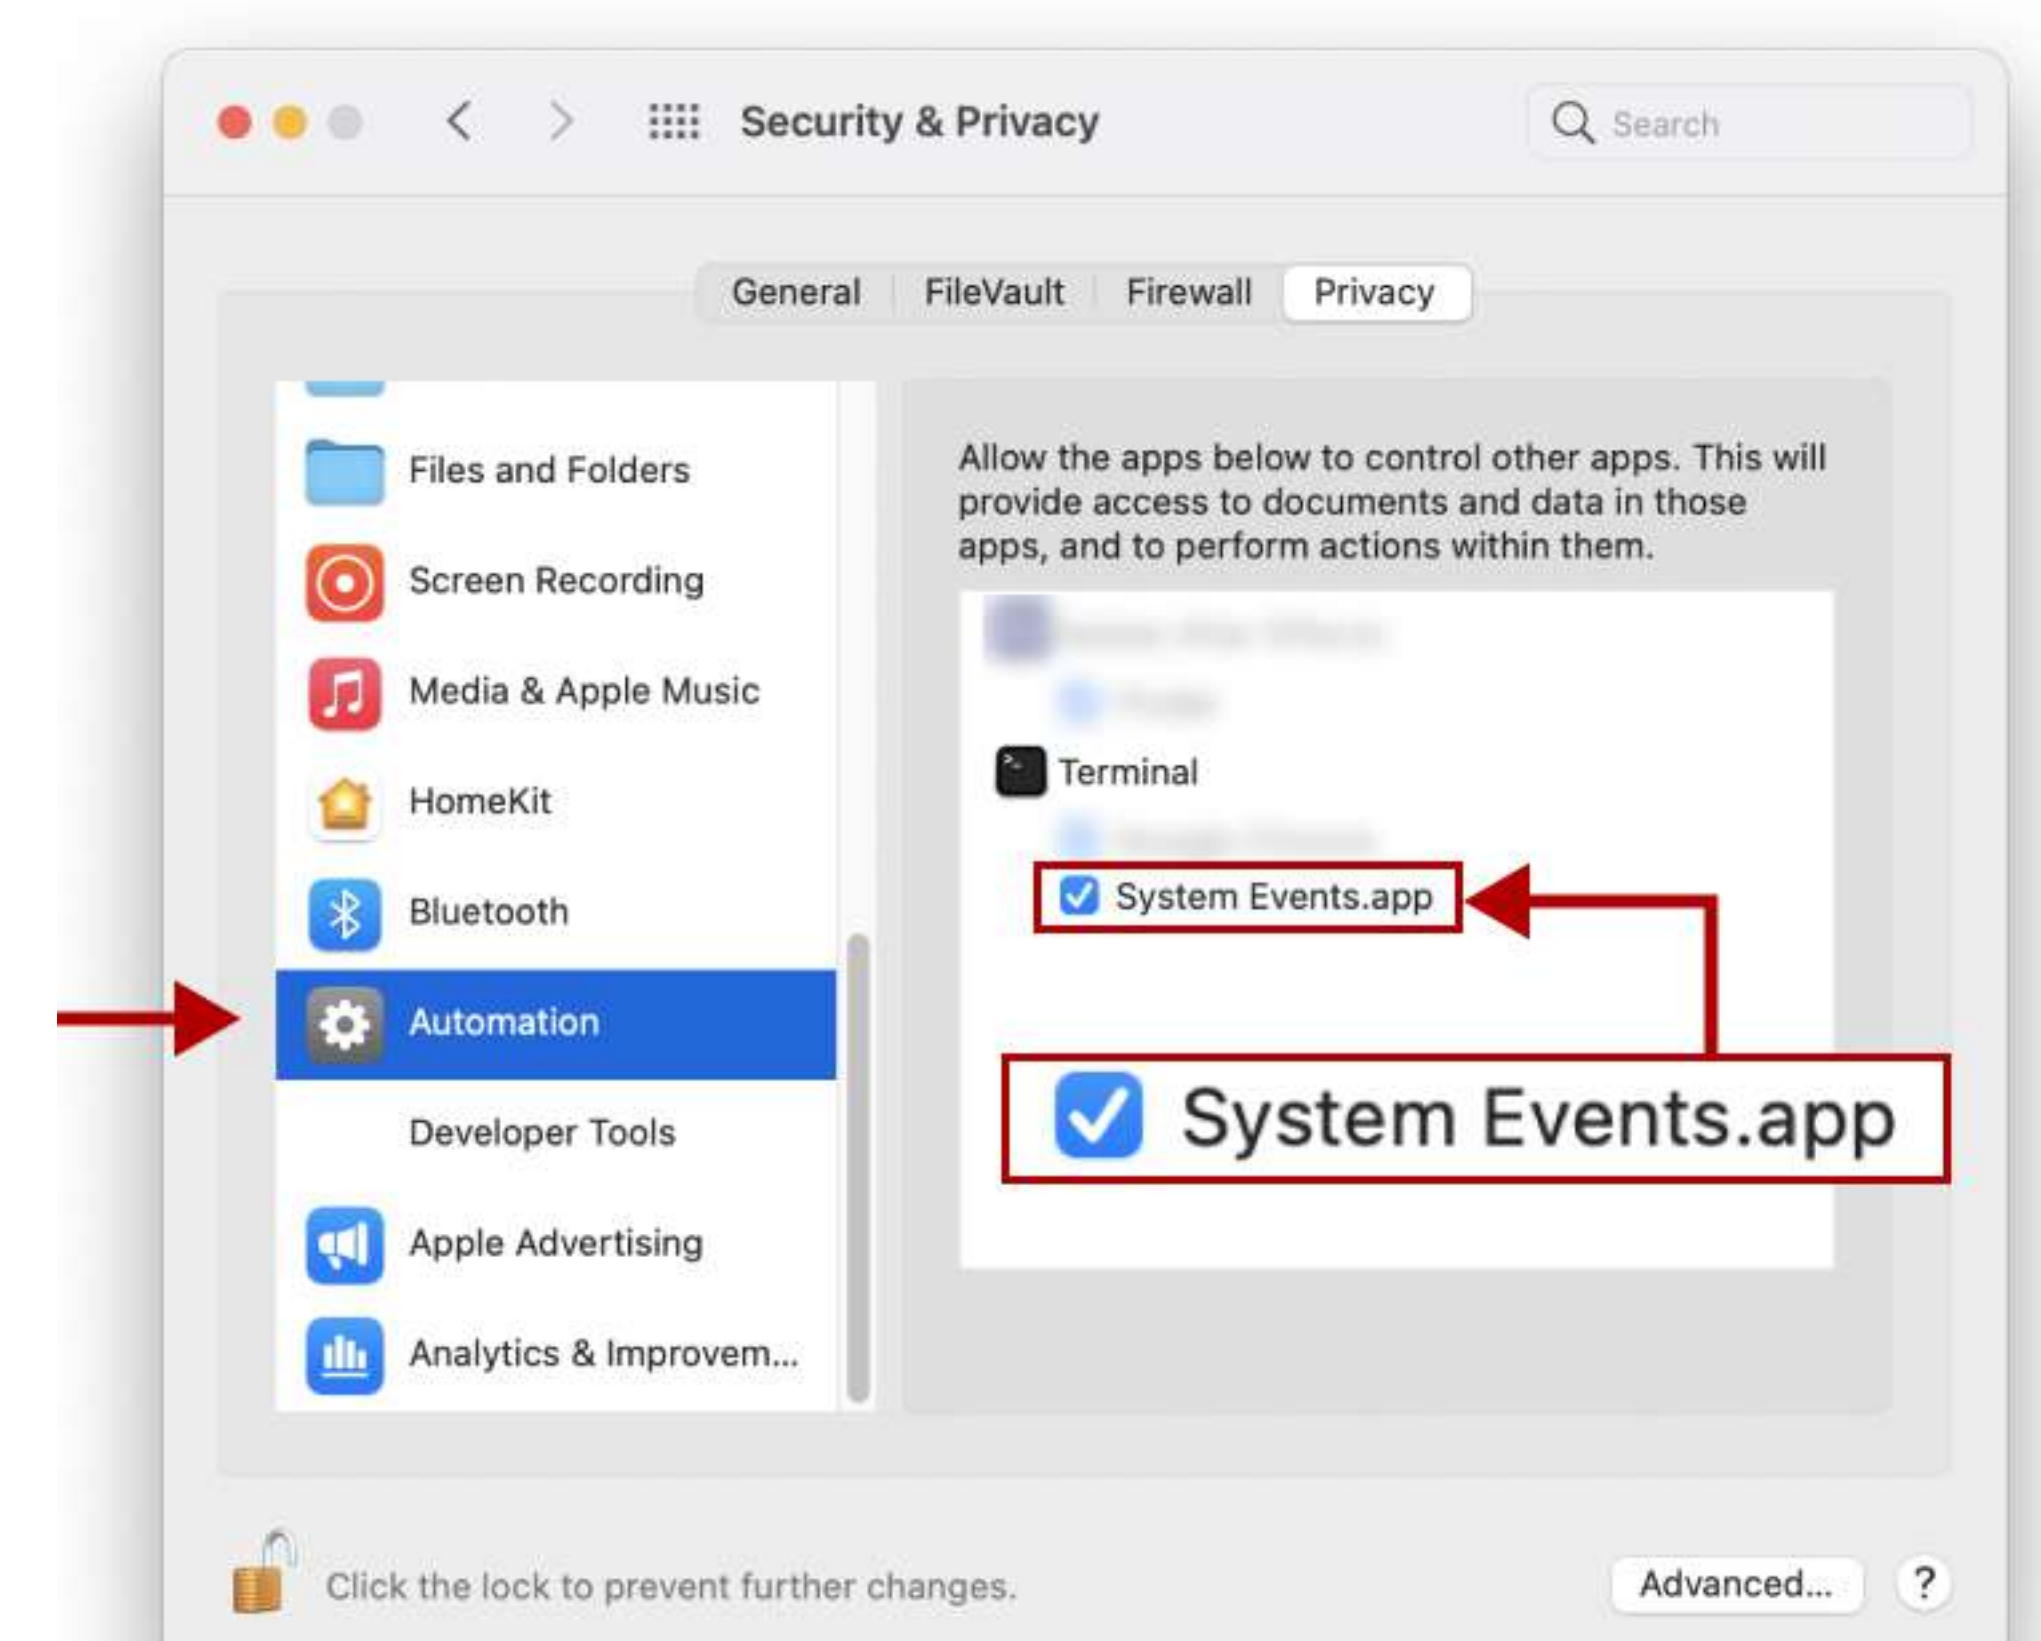 Security & Privacy
Search
General FileVault Firewall Privacy
Files and Folders
Screen Recording
Media & Apple Music
HomeKit
Bluetooth
Automation
Developer Tools
Apple Advertising
Analytics & Improvem...
Allow the apps below to control other apps. This will
provide access to documents and data in those
apps, and to perform actions within them.
Terminal
System Events.app
System Events.app
Click the lock to prevent further changes.
Advanced... ?